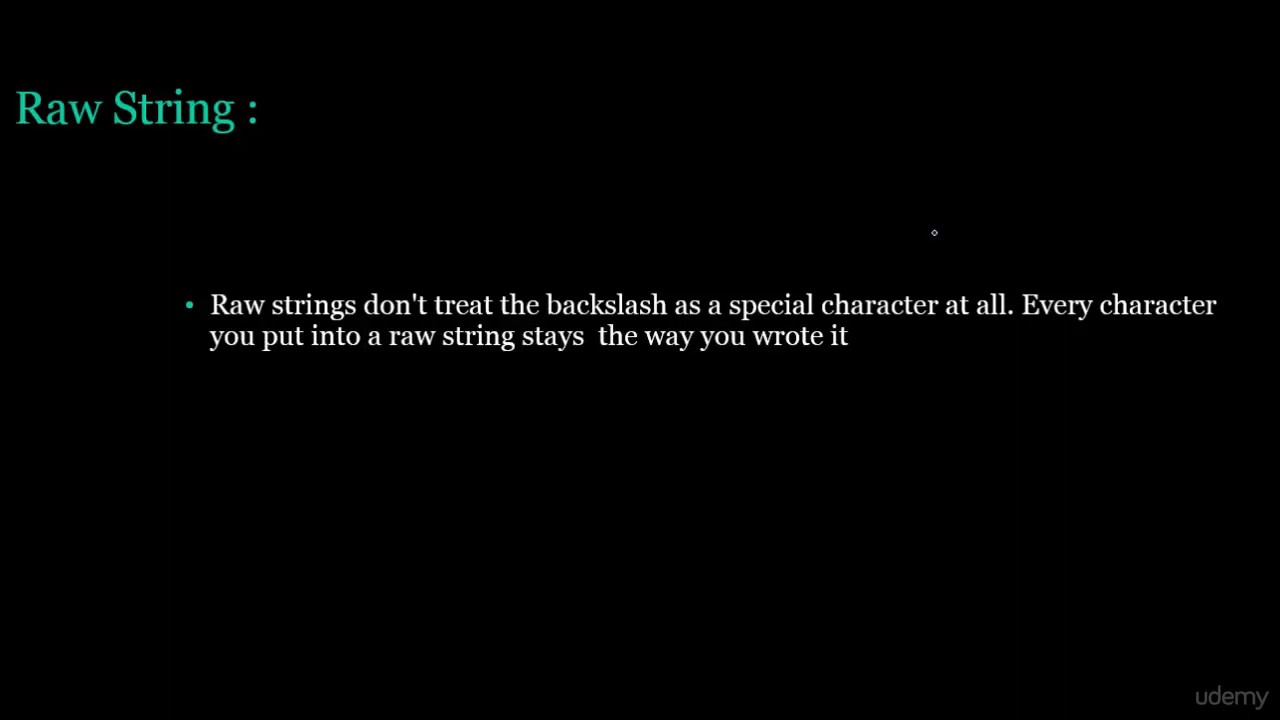 Raw String :
• Raw strings don't treat the backslash as a special character at all. Every character
you put into a raw string stays  the way you wrote it
udemy